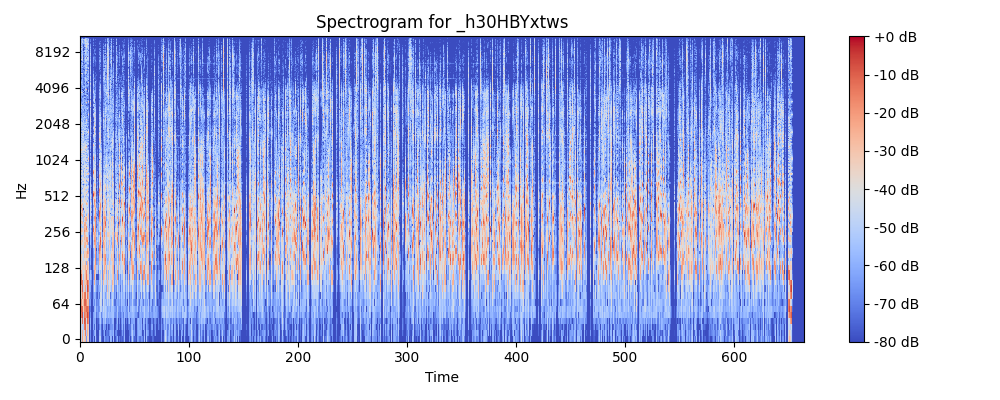 Spectrogram for _h30HBYxtws
Hz
8192
4096
2048
1024
512
256
128
64
0
0 100 200 300 400 500 600
Time
+0 dB
-10 dB
-20 dB
-30 dB
-40 dB
-50 dB
-60 dB
-70 dB
-80 dB